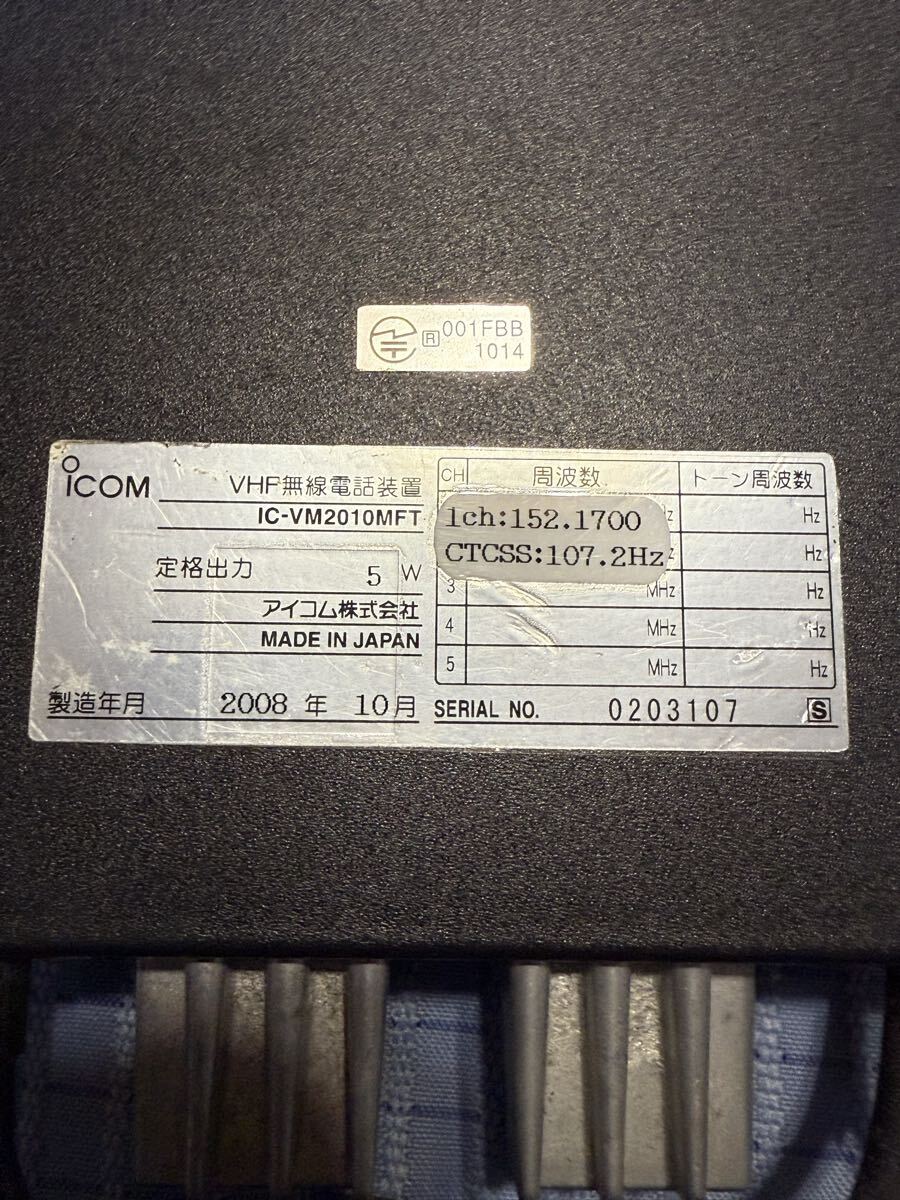 R 001FBB
1014
ICOM
VHF無線電話装置
IC-VM2010MFT
定格出力 5 W
アイコム株式会社
MADE IN JAPAN
製造年月 2008 年 10月
CH 周波数 トーン周波数
1ch:152.1700 Hz
CTCSS:107.2Hz Hz
3 MHz Hz
4 MHz Hz
5 MHz Hz
SERIAL NO. 0203107 S